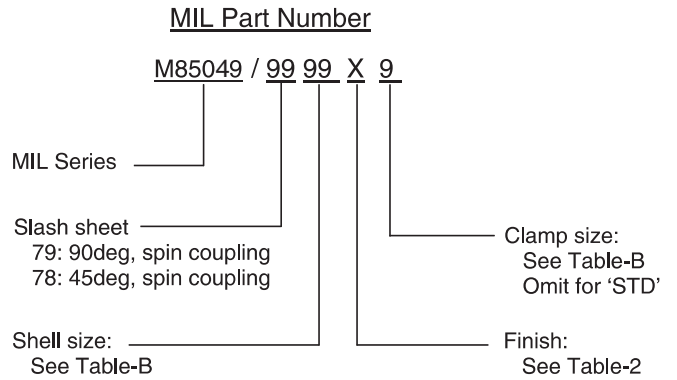 MIL Part Number
M85049 / 99 99 X 9
MIL Series
Slash sheet
79: 90deg, spin coupling
78: 45deg, spin coupling
Shell size:
See Table-B
Clamp size:
See Table-B
Omit for 'STD'
Finish:
See Table-2